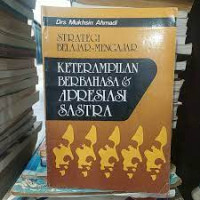 Drs Mukhsin Ahmadi
STRATEGI
BELAJAR-MENGAJAR
KETERAMPILAN
BERBAHASA &
APRESIASI
SASTRA